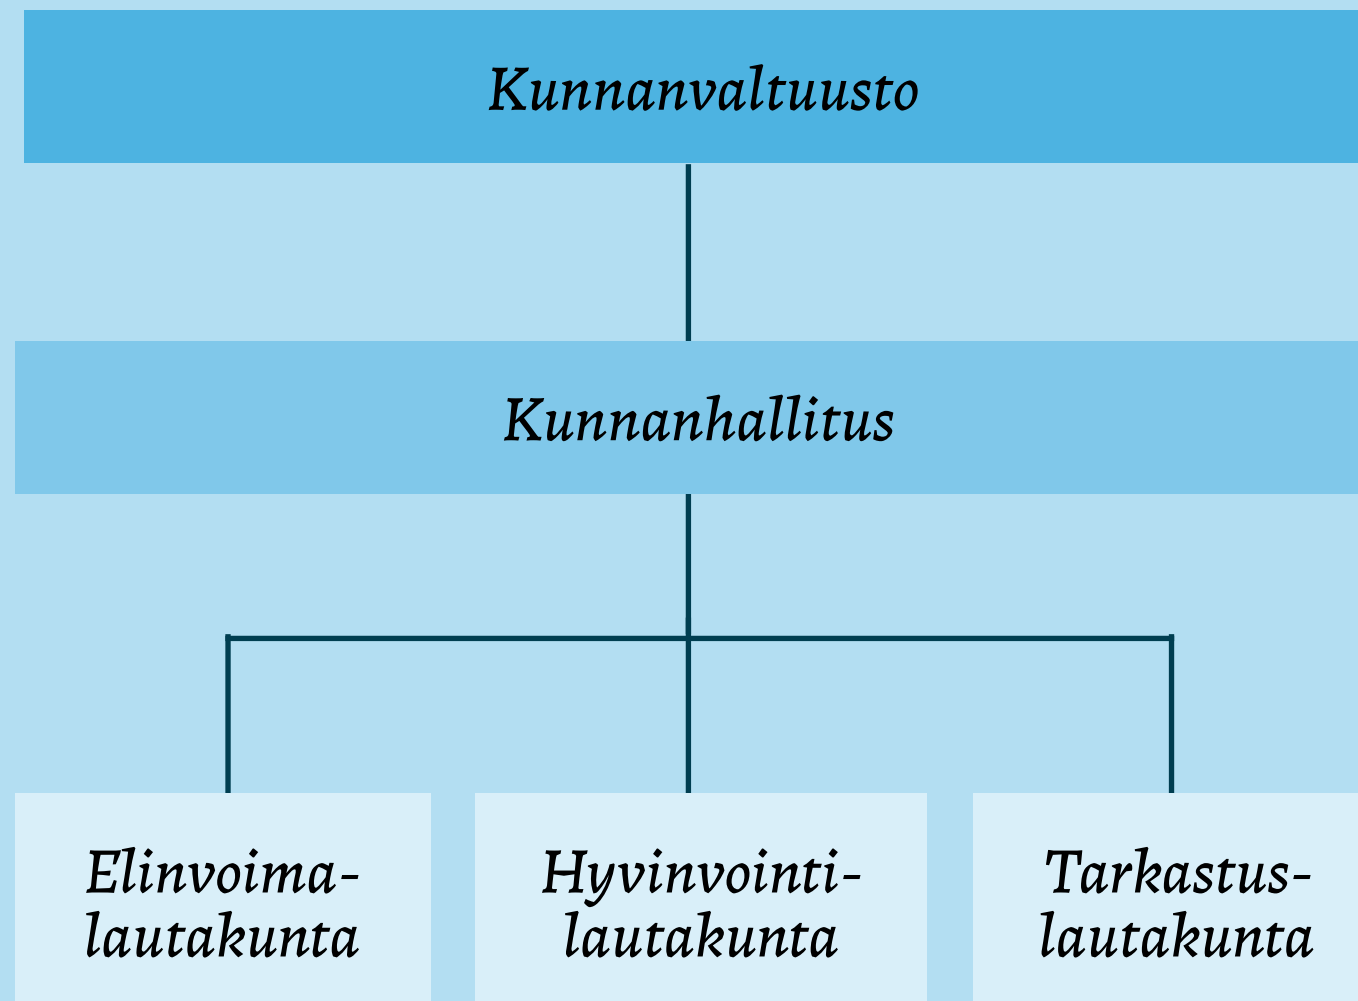 Kunnanvaltuusto
Kunnanhallitus
Elinvoima-
lautakunta
Hyvinvointi-
lautakunta
Tarkastus-
lautakunta